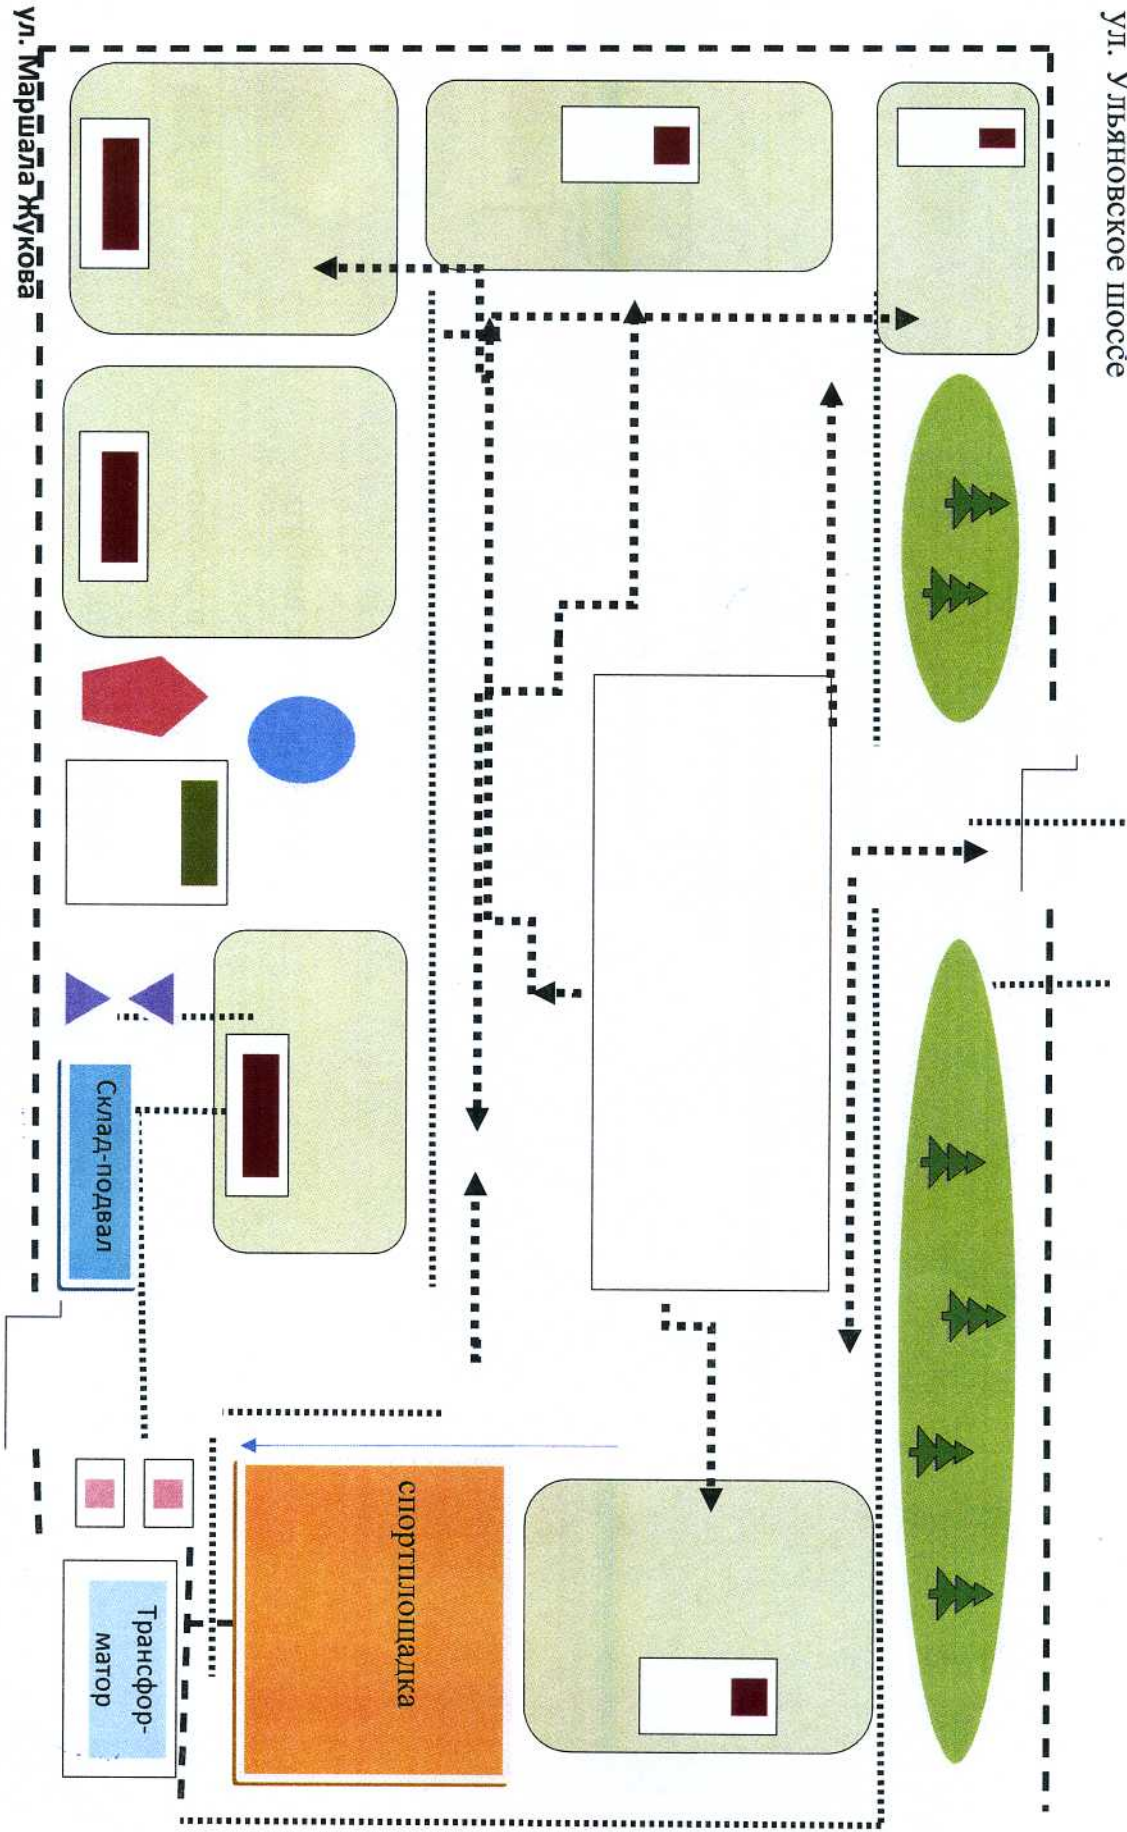 ул. Ульяновское шоссе
ул. Маршала Жукова
Склад-подвал
спортплощадка
Трансфор-
матор